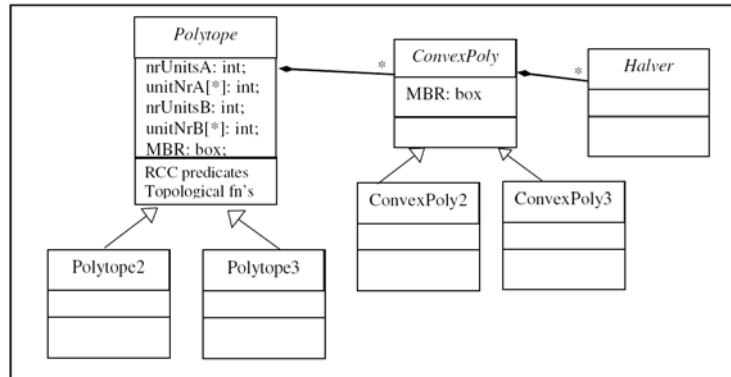 Polytope
nrUnitsA: int;
unitNrA[*]: int;
nrUnitsB: int;
unitNrB[*]: int;
MBR: box;
RCC predicates
Topological fn's
*
ConvexPoly
MBR: box
*
Halver
ConvexPoly2
ConvexPoly3
Polytope2
Polytope3